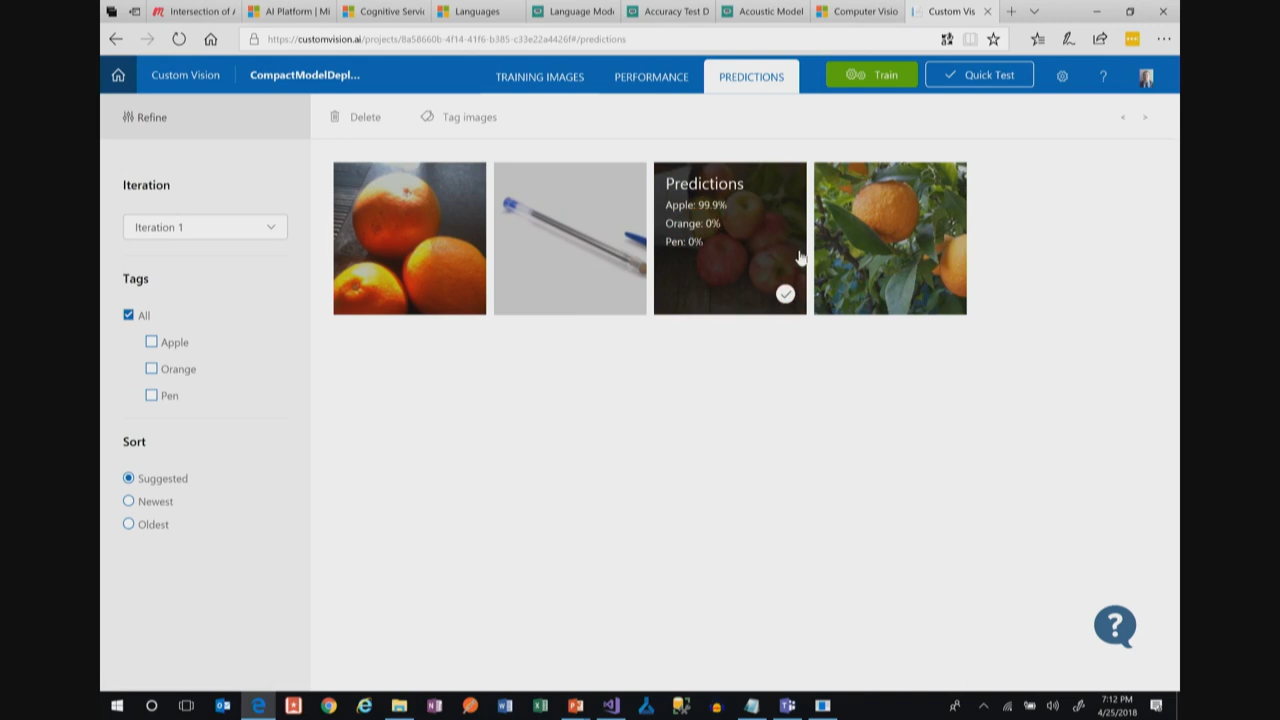 Intersection of A
AI Platform | Mi
Cognitive Servic
Languages
Language Mode
Accuracy Test D
Acoustic Model
Computer Visio
Custom Vis
https://customvision.ai/projects/8a58660b-4f14-41f6-b385-c33e22a4426f#/predictions
Custom Vision
CompactModelDepl...
TRAINING IMAGES
PERFORMANCE
PREDICTIONS
Train
Quick Test
?
Refine
Delete
Tag images
Iteration
Iteration 1
Tags
All
Apple
Orange
Pen
Sort
Suggested
Newest
Oldest
Predictions
Apple: 99.9%
Orange: 0%
Pen: 0%
?
7:12 PM
4/25/2018